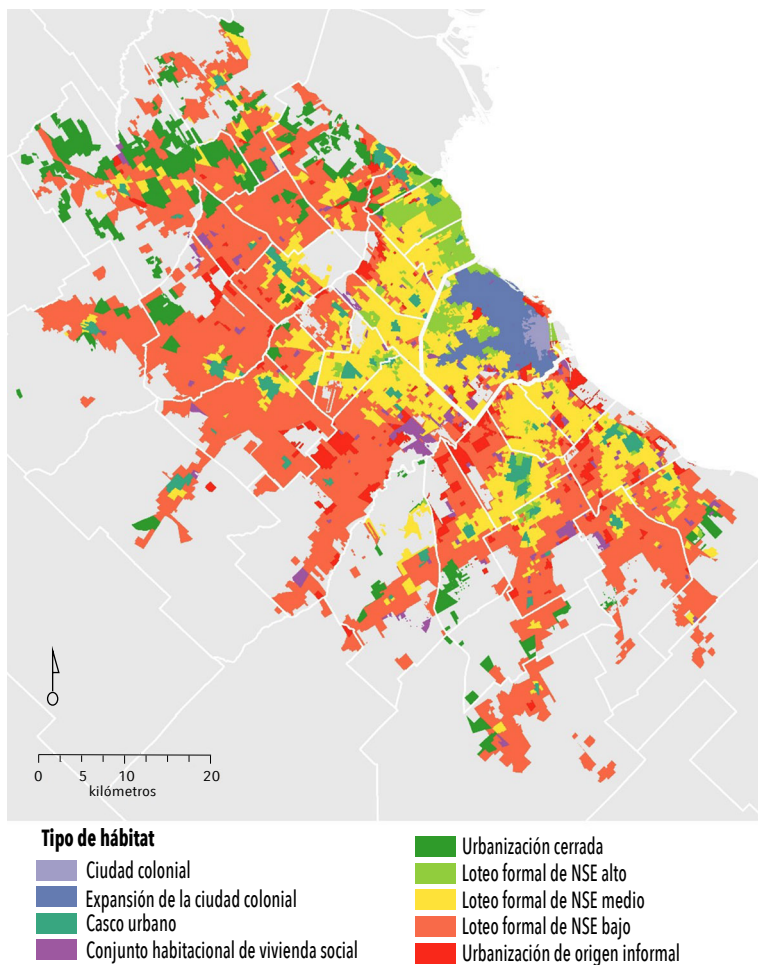 0 5 10 20
kilómetros
Tipo de hábitat
Ciudad colonial
Expansión de la ciudad colonial
Casco urbano
Conjunto habitacional de vivienda social
Urbanización cerrada
Loteo formal de NSE alto
Loteo formal de NSE medio
Loteo formal de NSE bajo
Urbanización de origen informal